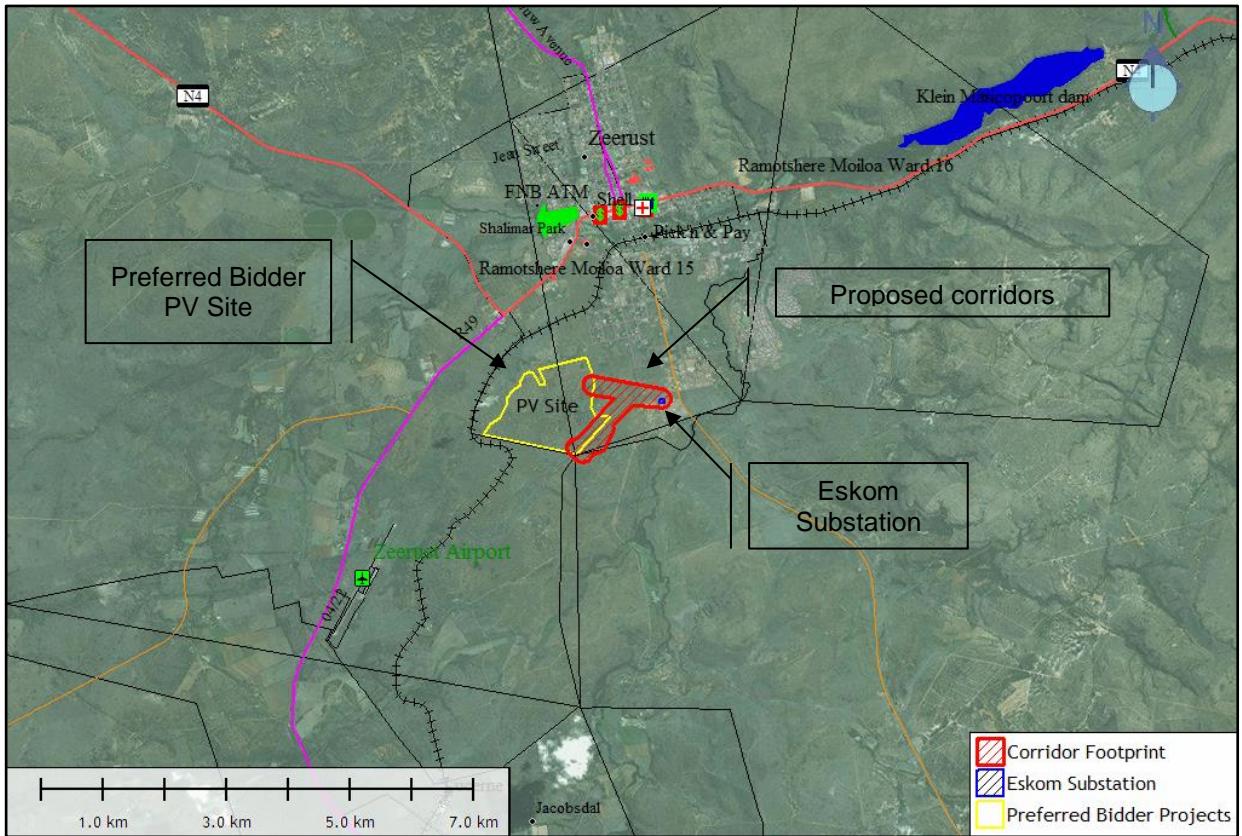 N
N4
Klein Maricopoort dam
Zeerust
Jean Street
Ramotshere Moiloa Ward 16
FNB ATM
Shell
Shalimar Park
Pick'n & Pay
Ramotshere Moiloa Ward 15
Preferred Bidder
PV Site
Proposed corridors
R49
PV Site
Eskom
Substation
Zeerust Airport
Jacobsdal
1.0 km
3.0 km
5.0 km
7.0 km
Corridor Footprint
Eskom Substation
Preferred Bidder Projects